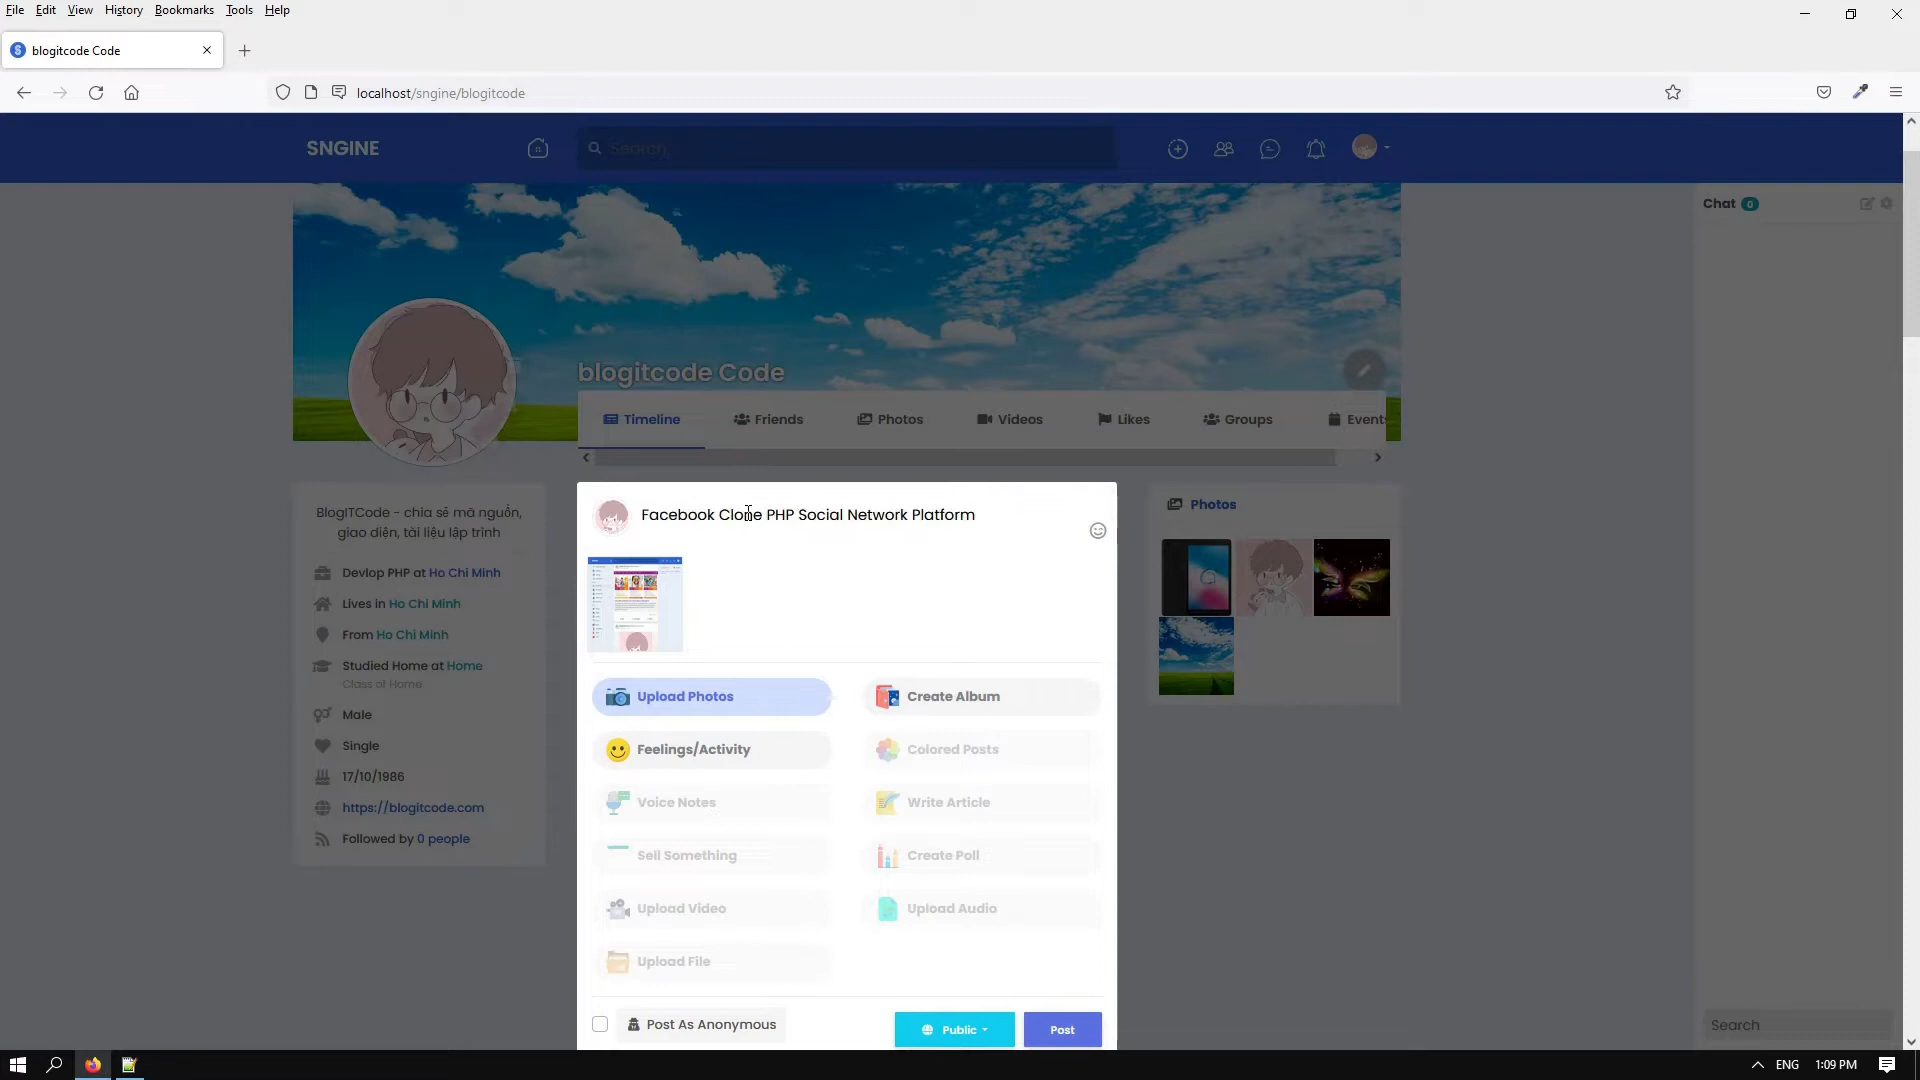 File Edit View History Bookmarks Tools Help
blogitcode Code
localhost/sngine/blogitcode
SNGINE
Search
Chat 0
blogitcode Code
Timeline Friends Photos Videos Likes Groups Event
BlogITCode - chia sẻ mã nguồn,
giao diện, tài liệu lập trình
Devlop PHP at Ho Chi Minh
Lives in Ho Chi Minh
From Ho Chi Minh
Studied Home at Home
Class of Home
Male
Single
17/10/1986
https://blogitcode.com
Followed by 0 people
Facebook Clone PHP Social Network Platform
Upload Photos Create Album
Feelings/Activity Colored Posts
Voice Notes Write Article
Sell Something Create Poll
Upload Video Upload Audio
Upload File
Post As Anonymous
Public Post
Photos
Search
ENG 1:09 PM